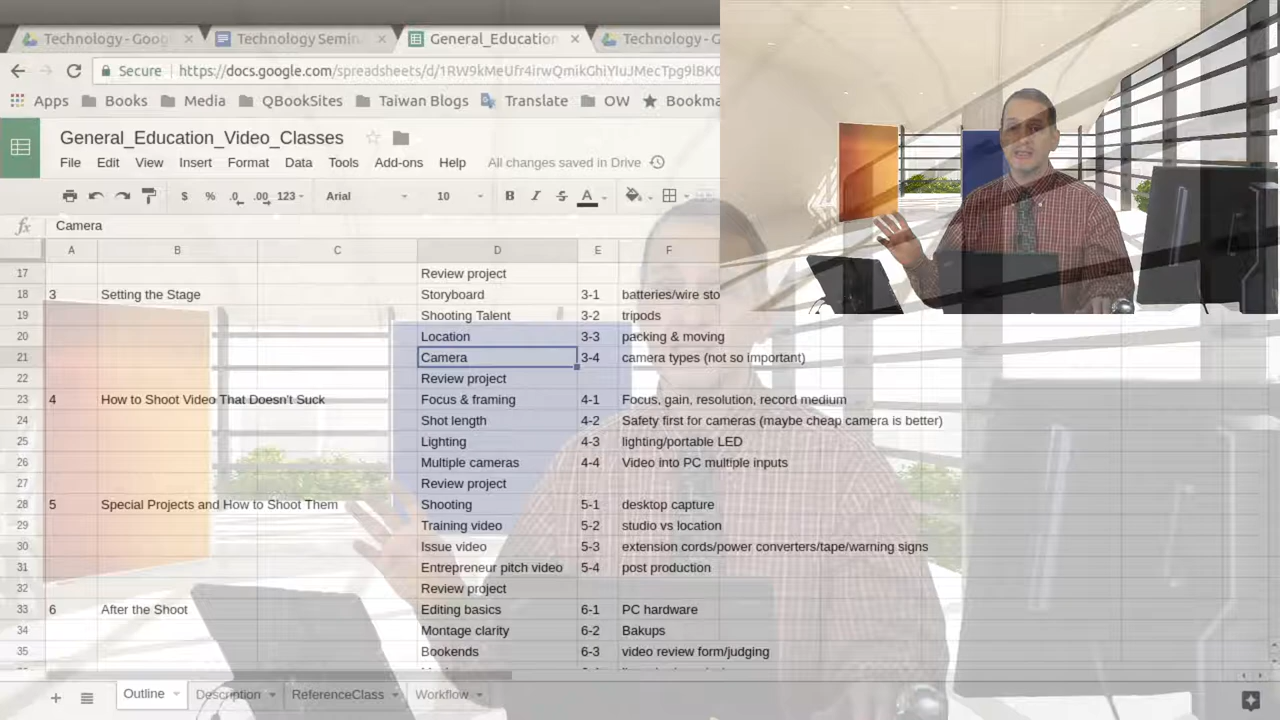 Technology - Goog × Technology Semin × General_Education × Technology - G
Secure https://docs.google.com/spreadsheets/d/1RW9kMeUfr4irwQmikGhiYIuJMecTpg9lBK0
Apps Books Media QBookSites Taiwan Blogs Translate OW Bookma
General_Education_Video_Classes
File Edit View Insert Format Data Tools Add-ons Help All changes saved in Drive
$ % .0 .00 123 Arial 10 B I S A
fx Camera
A B C D E F
17 Review project
18 3 Setting the Stage Storyboard 3-1 batteries/wire sto
19 Shooting Talent 3-2 tripods
20 Location 3-3 packing & moving
21 Camera 3-4 camera types (not so important)
22 Review project
23 4 How to Shoot Video That Doesn't Suck Focus & framing 4-1 Focus, gain, resolution, record medium
24 Shot length 4-2 Safety first for cameras (maybe cheap camera is better)
25 Lighting 4-3 lighting/portable LED
26 Multiple cameras 4-4 Video into PC multiple inputs
27 Review project
28 5 Special Projects and How to Shoot Them Shooting 5-1 desktop capture
29 Training video 5-2 studio vs location
30 Issue video 5-3 extension cords/power converters/tape/warning signs
31 Entrepreneur pitch video 5-4 post production
32 Review project
33 6 After the Shoot Editing basics 6-1 PC hardware
34 Montage clarity 6-2 Bakups
35 Bookends 6-3 video review form/judging
+ Outline Description ReferenceClass Workflow